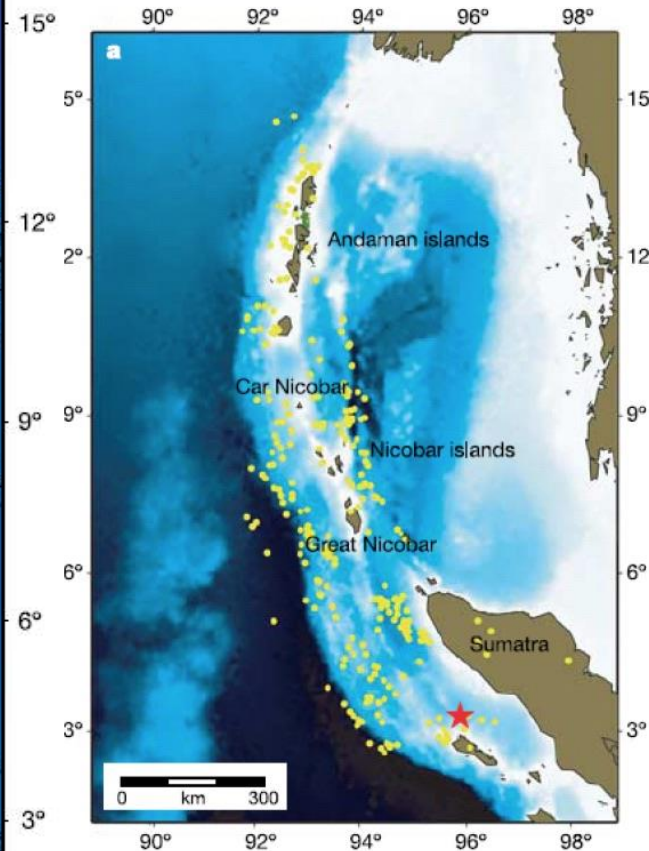 90° 92° 94° 96° 98°
15°
a
5° 15
12°
Andaman islands
2° 12
Car Nicobar
9° 9° 9°
Nicobar islands
Great Nicobar
6° 6°
6°
Sumatra
3° 3°
0 km 300
3°
90° 92° 94° 96° 98°